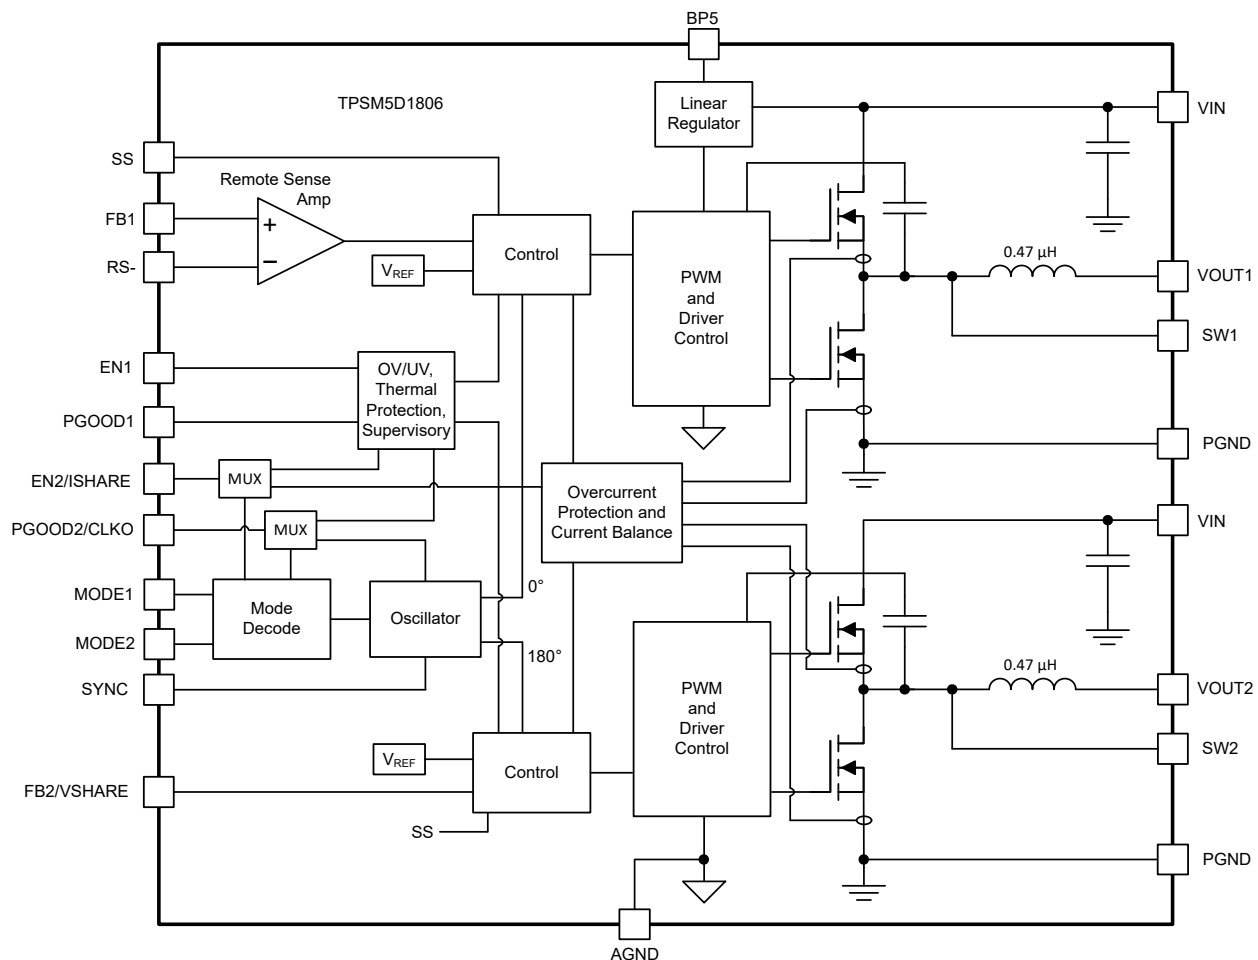 BP5
TPSM5D1806
Linear
Regulator
VIN
SS
Remote Sense
Amp
FB1
+
RS-
−
Control
VREF
PWM
and
Driver
Control
0.47 µH
VOUT1
SW1
EN1
OV/UV,
Thermal
Protection,
Supervisory
PGOOD1
PGND
EN2/ISHARE
MUX
Overcurrent
Protection and
Current Balance
PGOOD2/CLKO
MUX
VIN
MODE1
Mode
Decode
Oscillator
0°
MODE2
180°
SYNC
PWM
and
Driver
Control
0.47 µH
VOUT2
SW2
VREF
Control
FB2/VSHARE
SS
PGND
AGND